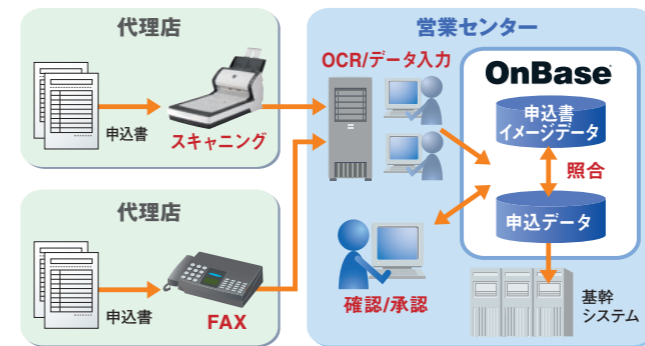 代理店
申込書
スキャニング
代理店
申込書
FAX
営業センター
OCR/データ入力
確認/承認
OnBase
申込書
イメージデータ
照合
申込データ
基幹
システム